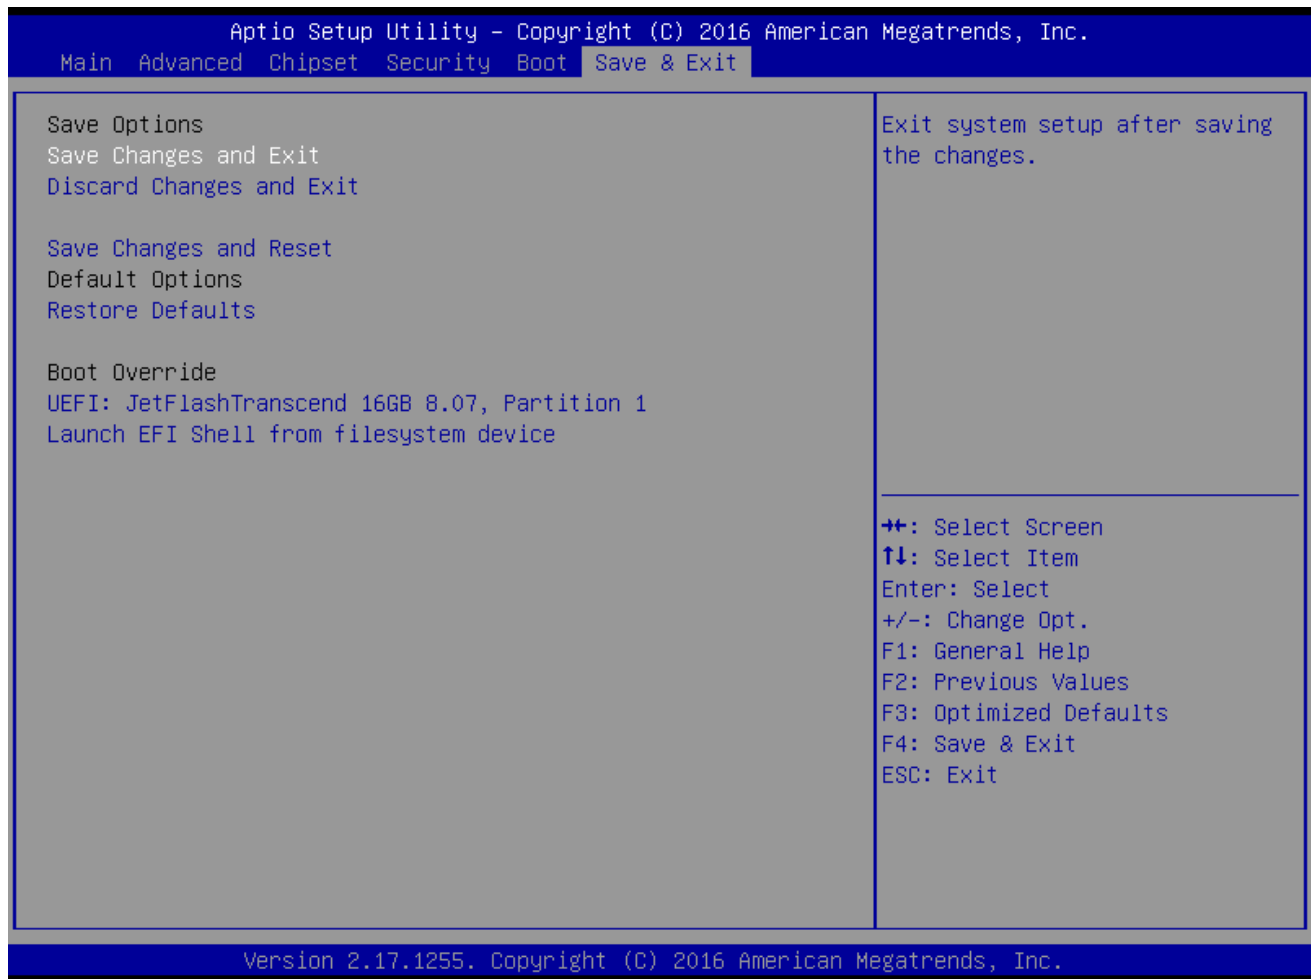 Aptio Setup Utility – Copyright (C) 2016 American Megatrends, Inc.
Main Advanced Chipset Security Boot Save & Exit
Save Options
Save Changes and Exit
Discard Changes and Exit
Save Changes and Reset
Default Options
Restore Defaults
Boot Override
UEFI: JetFlashTranscend 16GB 8.07, Partition 1
Launch EFI Shell from filesystem device
Exit system setup after saving
the changes.
→←: Select Screen
↑↓: Select Item
Enter: Select
+/-: Change Opt.
F1: General Help
F2: Previous Values
F3: Optimized Defaults
F4: Save & Exit
ESC: Exit
Version 2.17.1255. Copyright (C) 2016 American Megatrends, Inc.